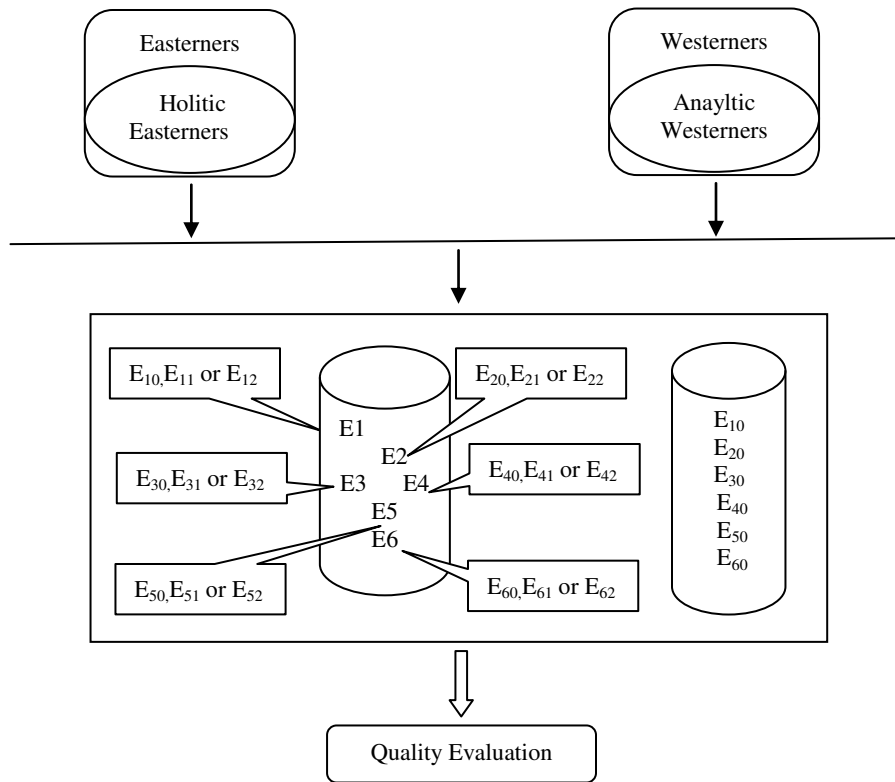 Easterners
Holitic
Easterners
Westerners
Anayltic
Westerners
E10,E11 or E12
E20,E21 or E22
E1
E2
E30,E31 or E32
E3
E4
E40,E41 or E42
E5
E6
E50,E51 or E52
E60,E61 or E62
E10
E20
E30
E40
E50
E60
Quality Evaluation